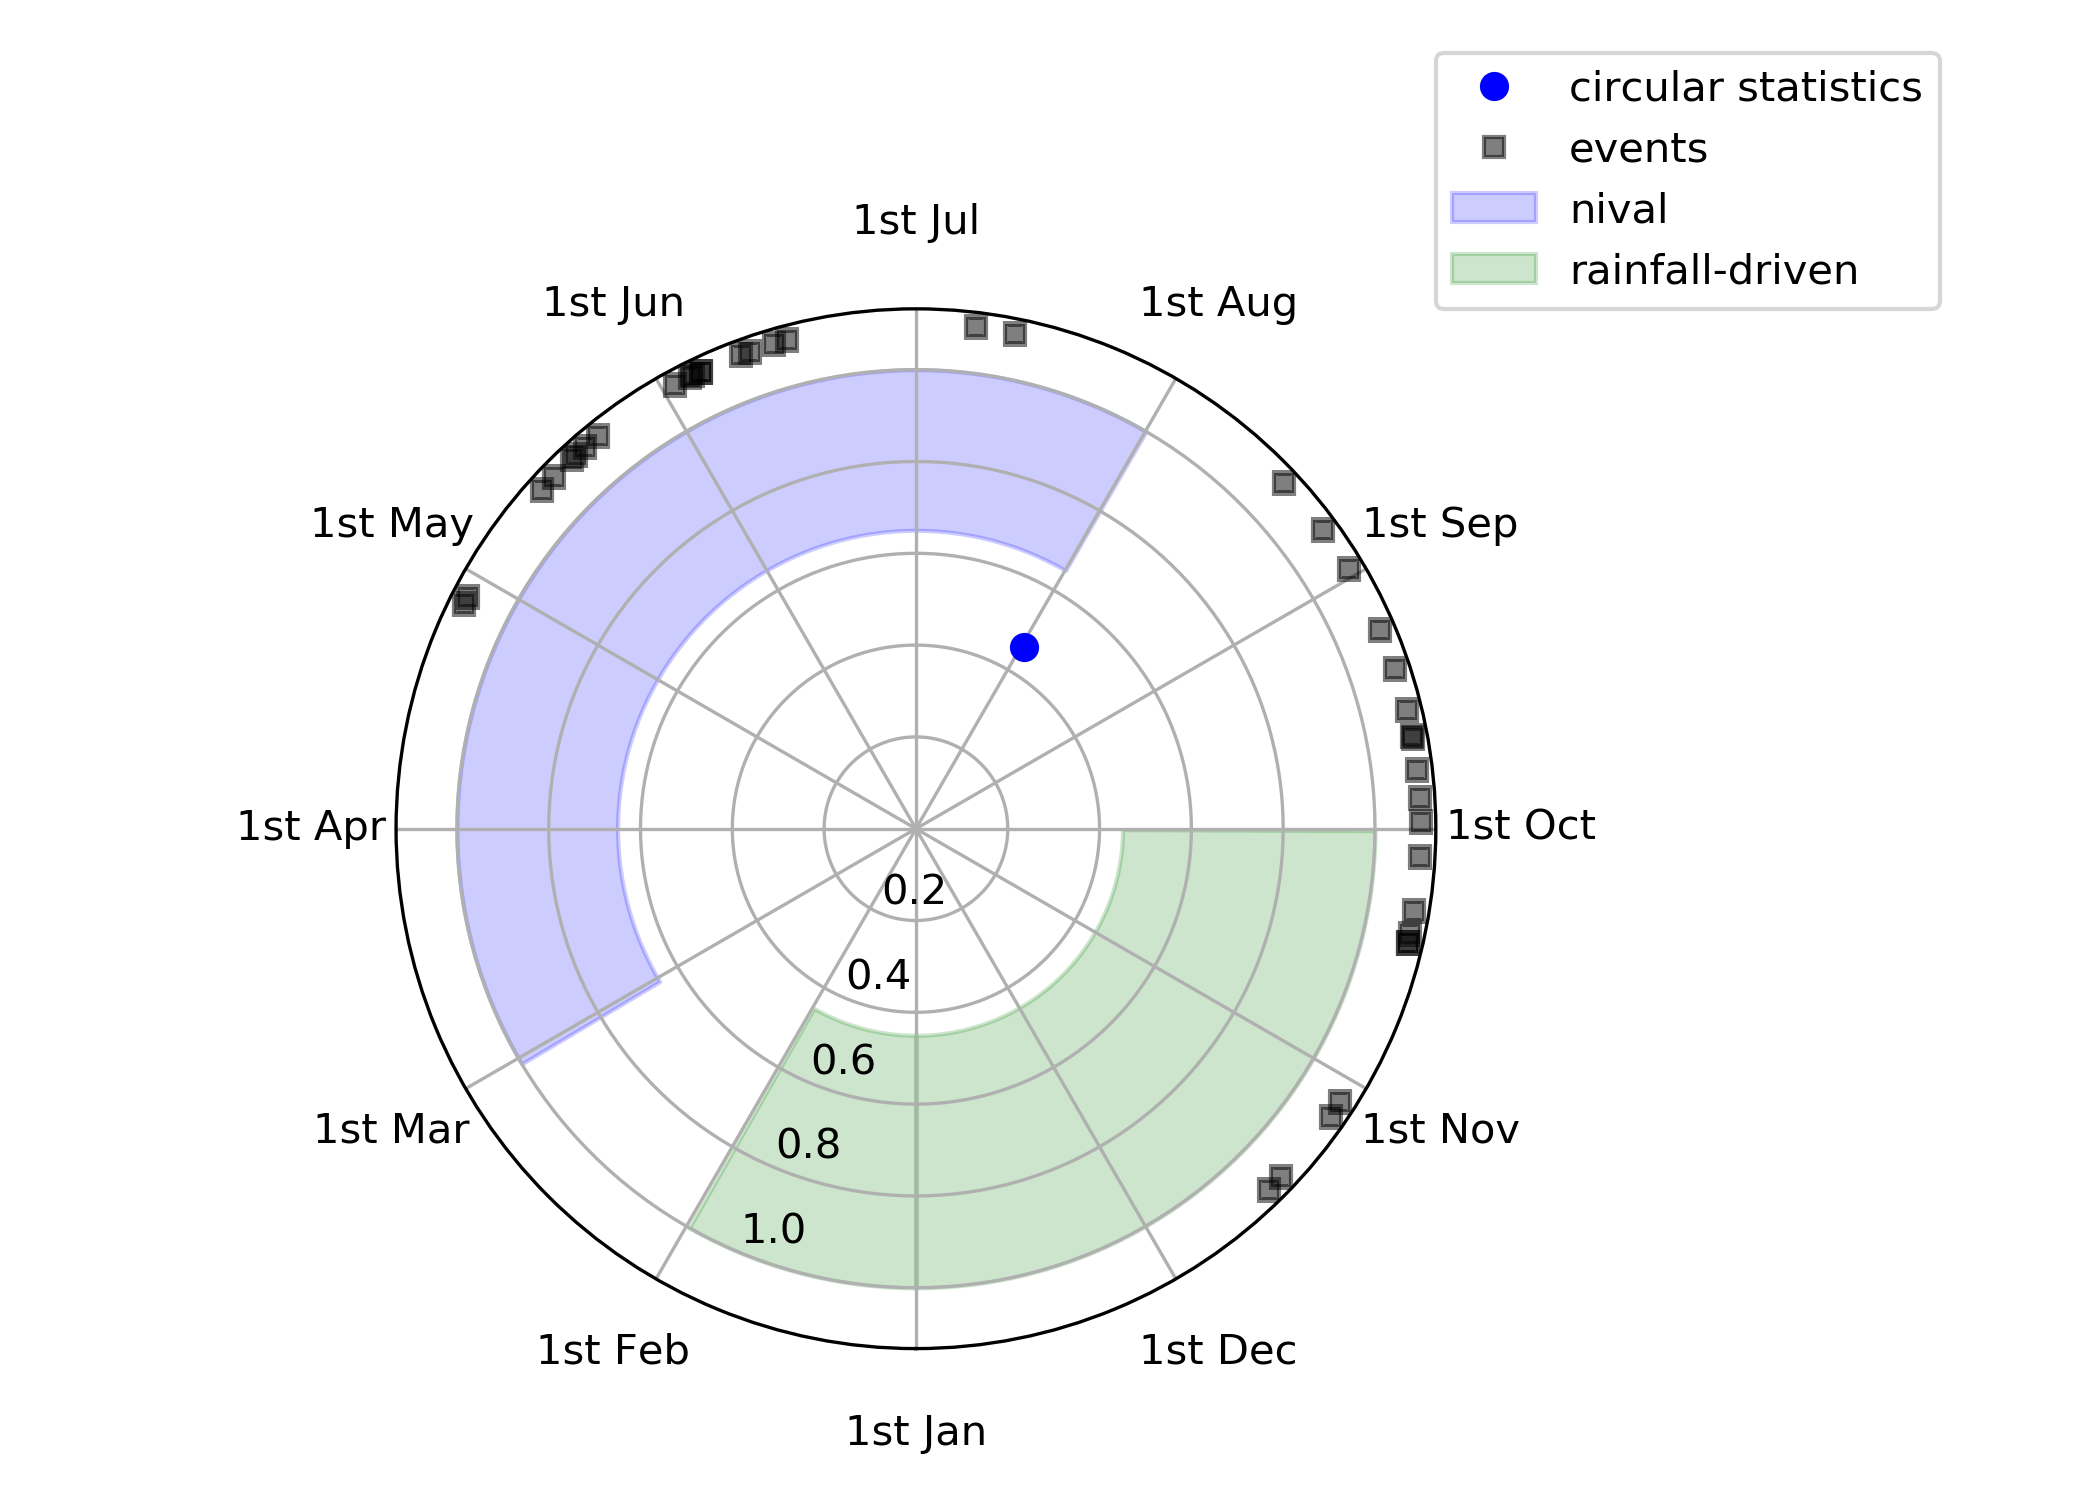 circular statistics
events
nival
rainfall-driven
1st Jul
1st Jun
1st Aug
1st May
1st Sep
1st Apr
1st Oct
0.2
0.4
0.6
1st Mar
1st Nov
0.8
1.0
1st Feb
1st Dec
1st Jan